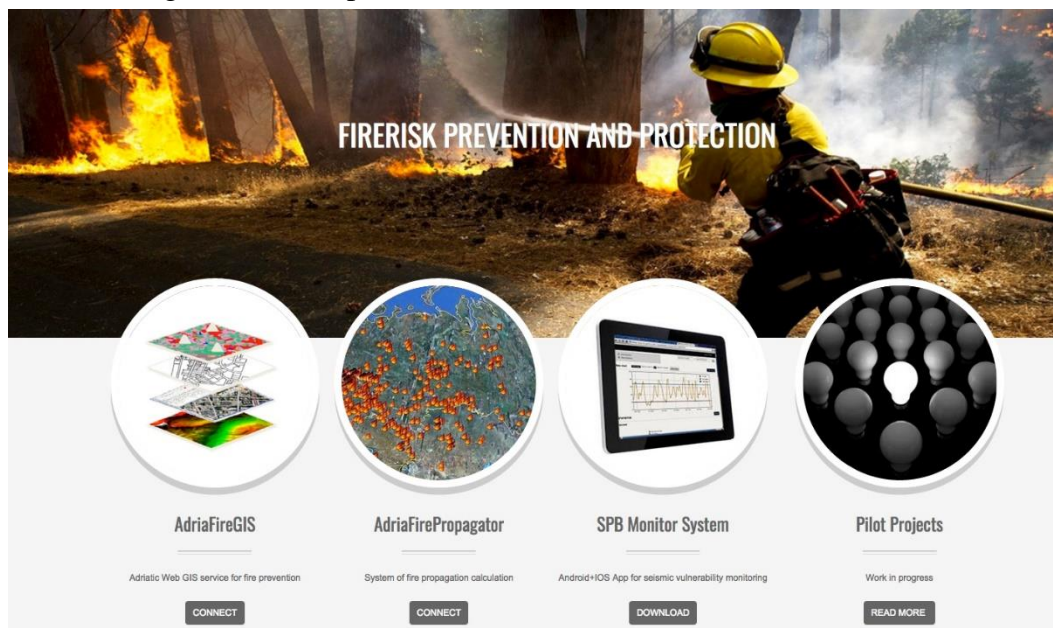 FIRERISK PREVENTION AND PROTECTION
AdriaFireGIS
AdriaFirePropagator
SPB Monitor System
Pilot Projects
Adriatic Web GIS service for fire prevention
System of fire propagation calculation
Android+IOS App for seismic vulnerability monitoring
Work in progress
CONNECT
CONNECT
DOWNLOAD
READ MORE